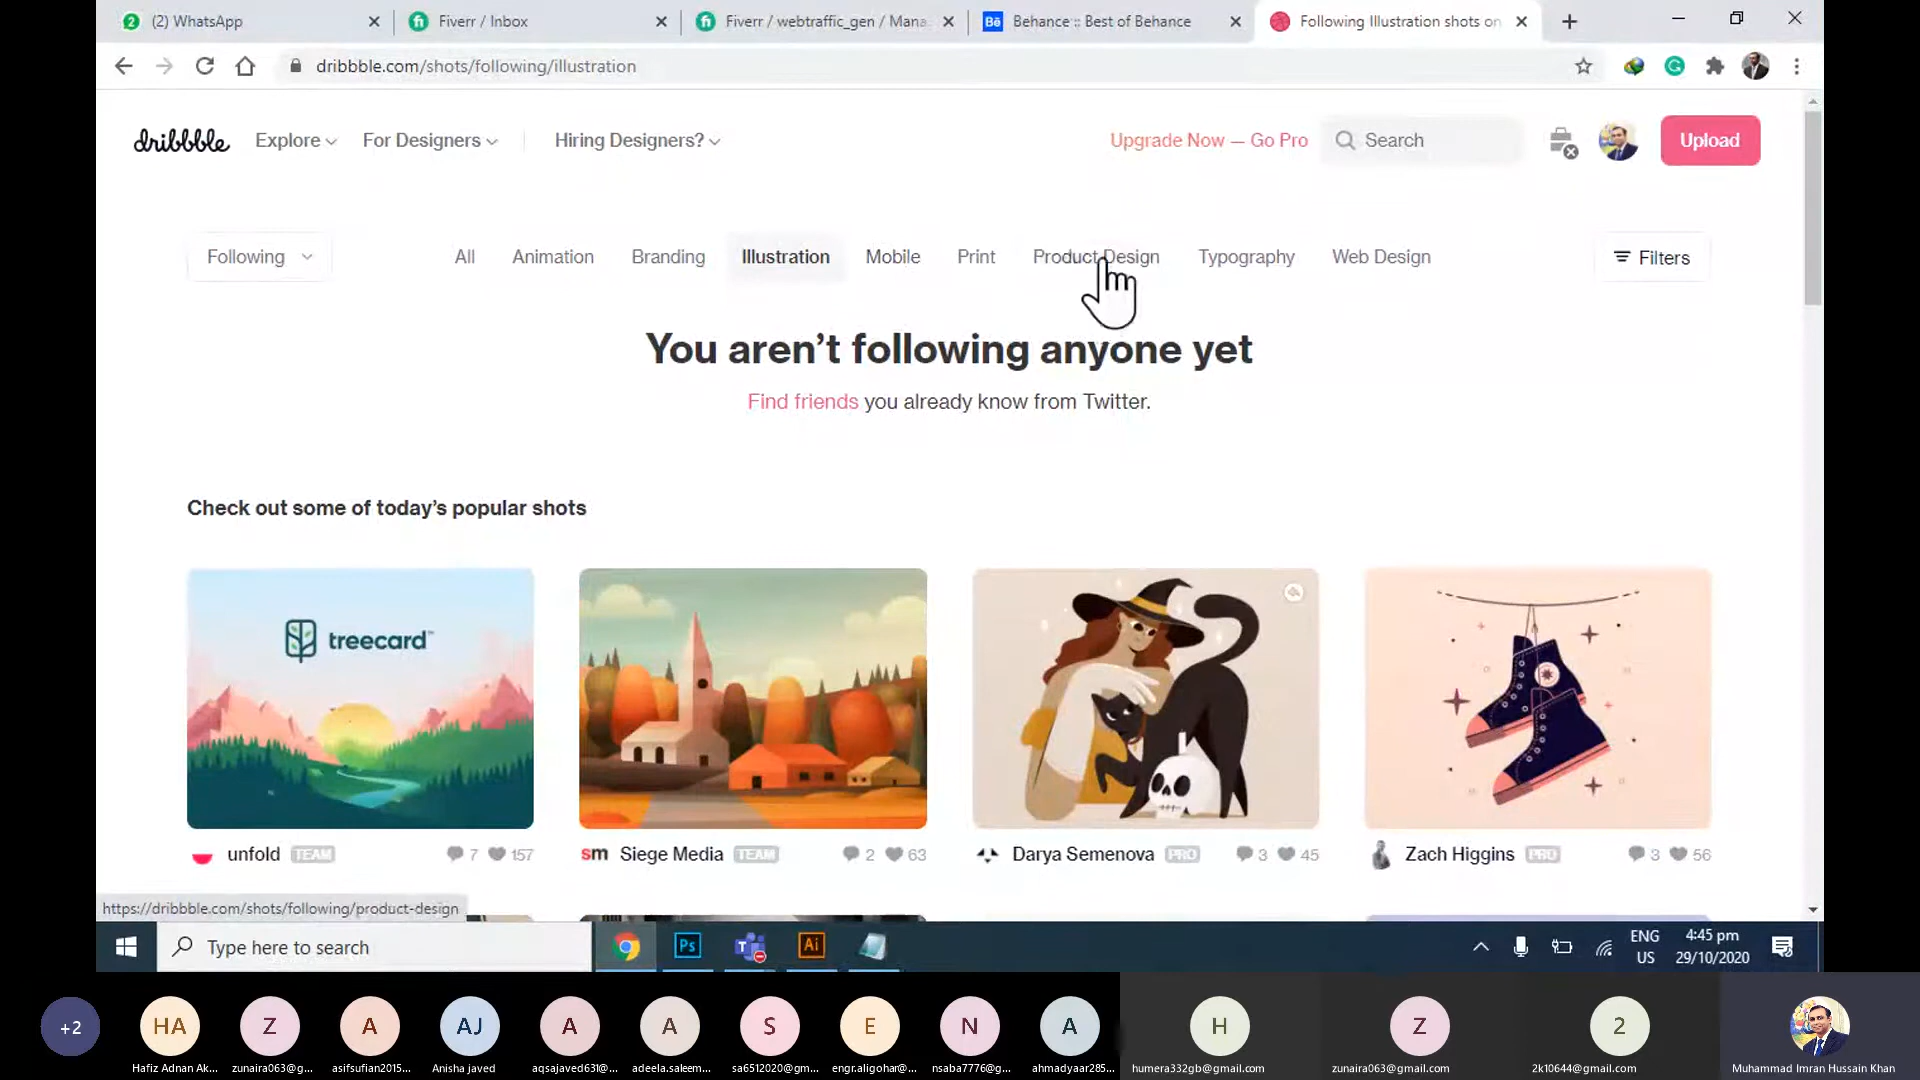 2 (2) WhatsApp
fi Fiverr / Inbox
fi Fiverr / webtraffic_gen / Mana
Bē Behance :: Best of Behance
Following Illustration shots on
dribbble.com/shots/following/illustration
dribbble Explore For Designers Hiring Designers? Upgrade Now — Go Pro Search Upload
Following All Animation Branding Illustration Mobile Print Product Design Typography Web Design Filters
You aren’t following anyone yet
Find friends you already know from Twitter.
Check out some of today’s popular shots
treecard™
unfold TEAM 7 157
sm Siege Media TEAM 2 63
Darya Semenova PRO 3 45
Zach Higgins PRO 3 56
https://dribbble.com/shots/following/product-design
Type here to search
Ps
T
Ai
ENG
US
4:45 pm
29/10/2020
+2 HA Z A AJ A A S E N A H Z 2
Hafiz Adnan Ak... zunaira063@g... asifsufian2015... Anisha javed aqsajaved631@... adeela.saleem... sa6512020@gm... engr.aligohar@... nsaba7776@g... ahmadyaar285... humera332gb@gmail.com zunaira063@gmail.com 2k10644@gmail.com Muhammad Imran Hussain Khan